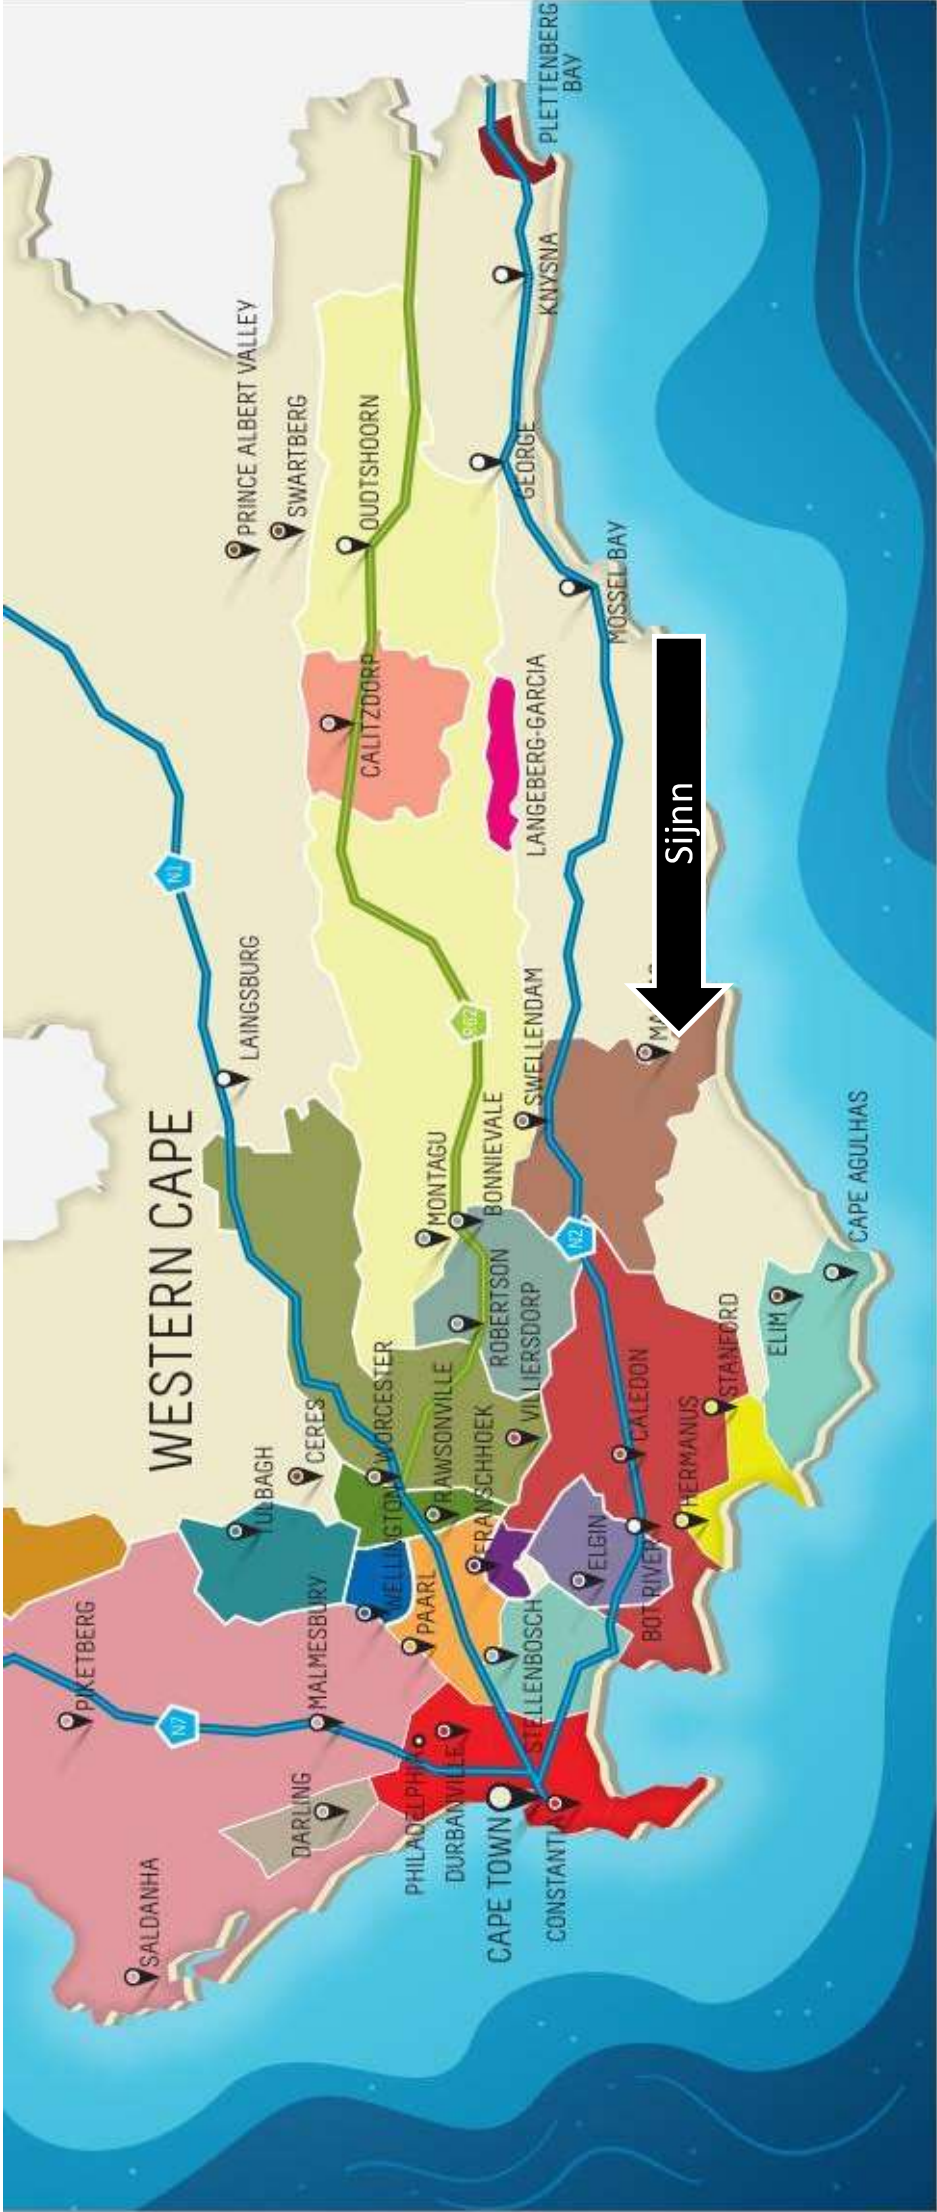 PIKETBERG
SALDANHA
WESTERN CAPE
N7
N1
PRINCE ALBERT VALLEY
LAINGSBURG
TULBAGH
SWARTBERG
DARLING
CERES
MALMESBURY
OUDTSHOORN
CALITZDORP
WORCESTER
WELLINGTON
PHILADELPHIA
PAARL
MONTAGU
RAWSONVILLE
DURBANVILLE
R62
FRANSCHHOEK
BONNIEVALE
CAPE TOWN
ROBERTSON
VILLIERSDORP
STELLENBOSCH
SWELLENDAM
LANGEBERG-GARCIA
GEORGE
KNYSNA
PLETTENBERG
BAY
CONSTANTIA
N2
ELGIN
MOSSEL BAY
CALEDON
BOTRIVER
Sijnn
HERMANUS
STANFORD
ELIM
CAPE AGULHAS